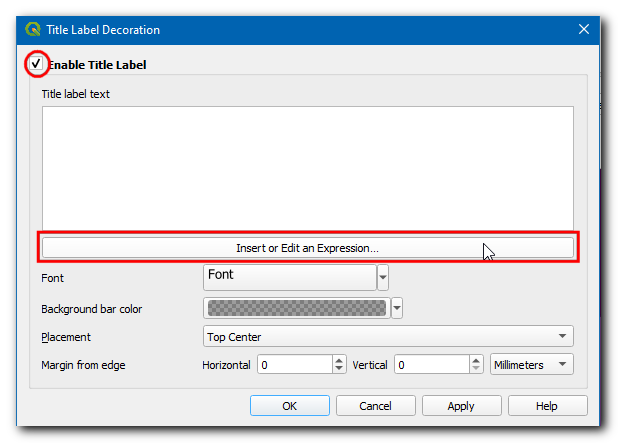 Title Label Decoration
Enable Title Label
Title label text
Insert or Edit an Expression...
Font Font
Background bar color
Placement Top Center
Margin from edge Horizontal 0 Vertical 0 Millimeters
OK Cancel Apply Help